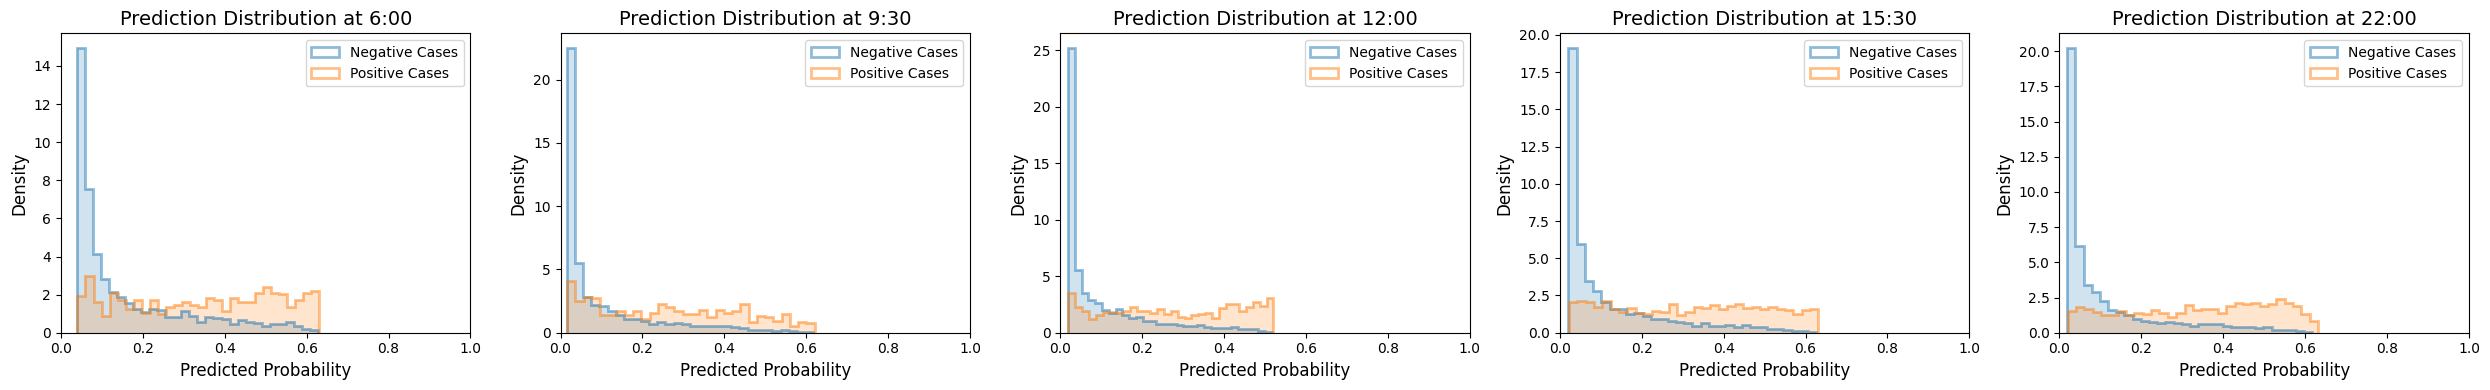 Prediction Distribution at 6:00
Negative Cases
Positive Cases
Density
14
12
10
8
6
4
2
0
0.0 0.2 0.4 0.6 0.8 1.0
Predicted Probability
Prediction Distribution at 9:30
Negative Cases
Positive Cases
Density
20
15
10
5
0
0.0 0.2 0.4 0.6 0.8 1.0
Predicted Probability
Prediction Distribution at 12:00
Negative Cases
Positive Cases
Density
25
20
15
10
5
0
0.0 0.2 0.4 0.6 0.8 1.0
Predicted Probability
Prediction Distribution at 15:30
Negative Cases
Positive Cases
Density
20.0
17.5
15.0
12.5
10.0
7.5
5.0
2.5
0.0
0.0 0.2 0.4 0.6 0.8 1.0
Predicted Probability
Prediction Distribution at 22:00
Negative Cases
Positive Cases
Density
20.0
17.5
15.0
12.5
10.0
7.5
5.0
2.5
0.0
0.0 0.2 0.4 0.6 0.8 1.0
Predicted Probability